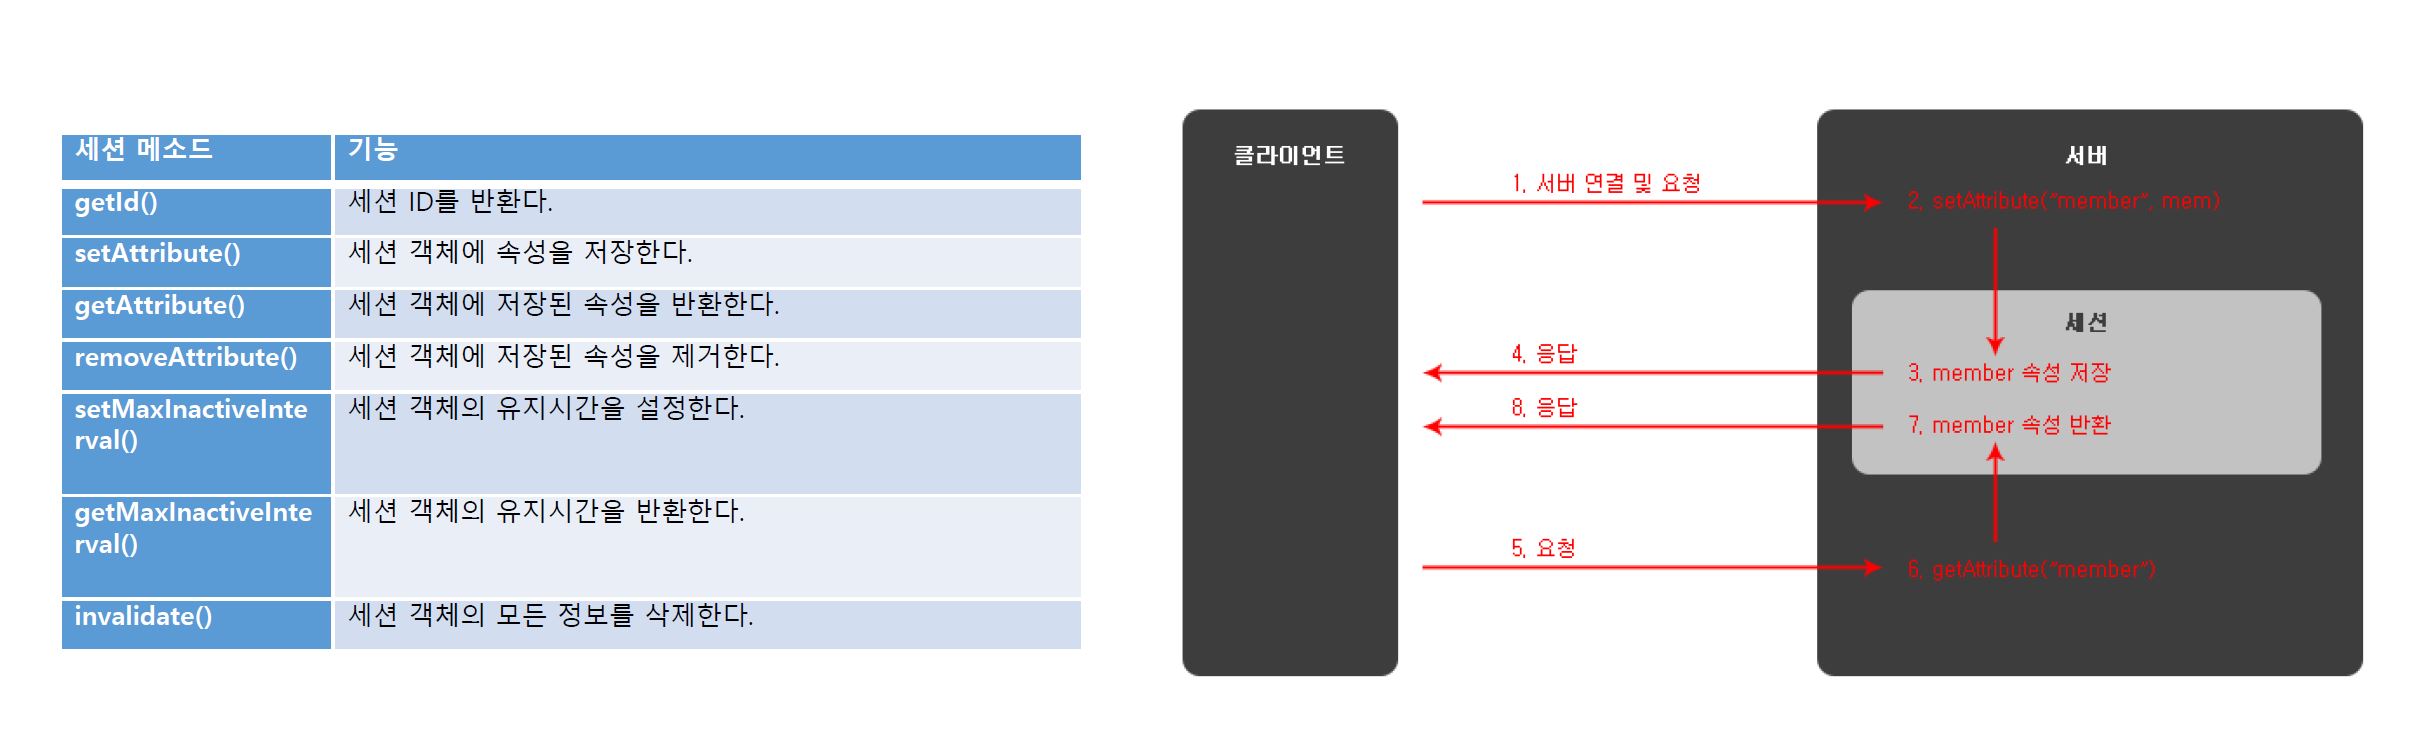 세션 메소드 기능
getId() 세션 ID를 반환다.
setAttribute() 세션 객체에 속성을 저장한다.
getAttribute() 세션 객체에 저장된 속성을 반환한다.
removeAttribute() 세션 객체에 저장된 속성을 제거한다.
setMaxInactiveInte 세션 객체의 유지시간을 설정한다.
rval()
getMaxInactiveInte 세션 객체의 유지시간을 반환한다.
rval()
invalidate() 세션 객체의 모든 정보를 삭제한다.
클라이언트
서버
1, 서버 연결 및 요청
2, setAttribute("member", mem)
세션
3, member 속성 저장
4, 응답
8, 응답
7, member 속성 반환
5, 요청
6, getAttribute("member")